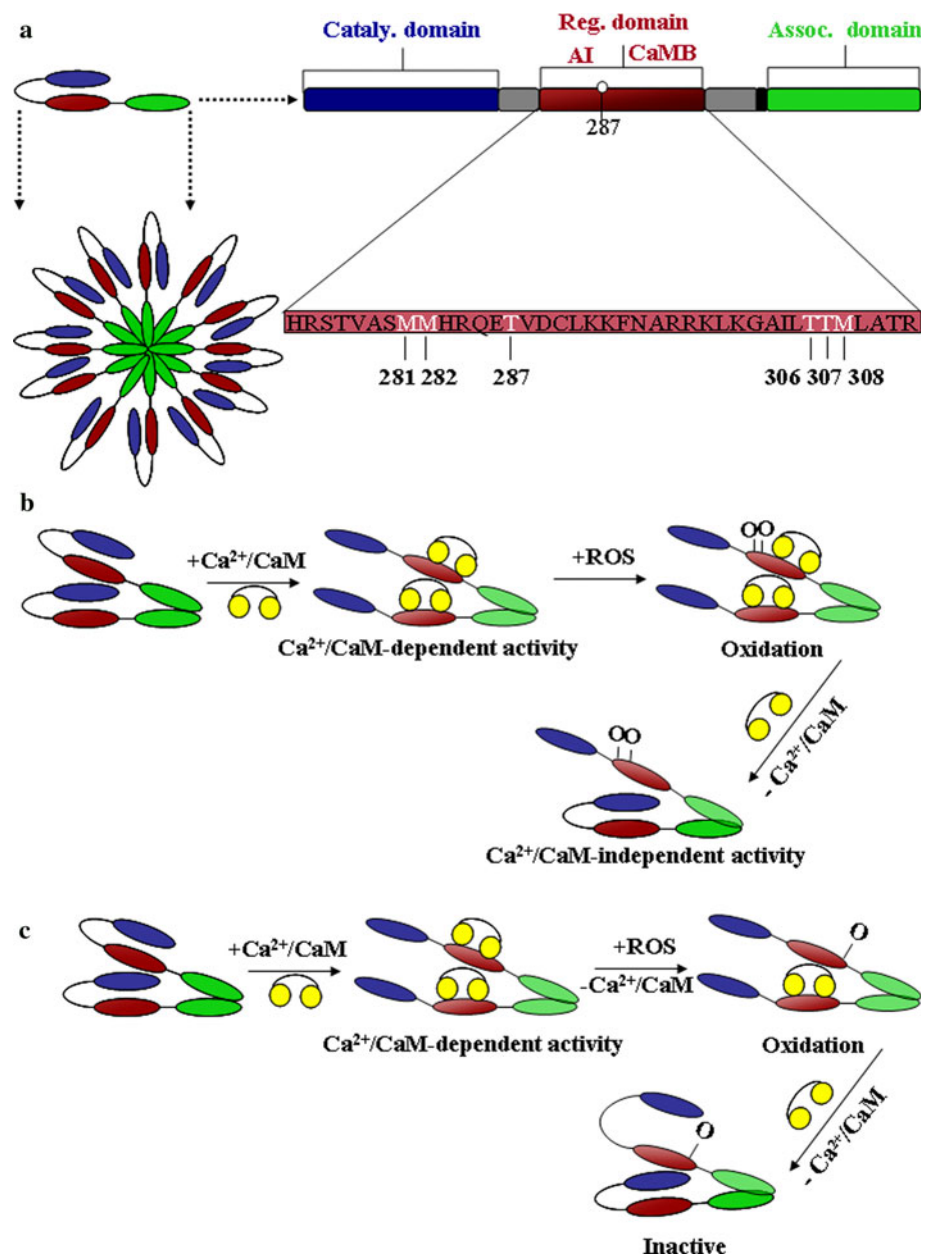 a
Cataly. domain
Reg. domain
AI CaMB
Assoc. domain
287
HRSTVASMMHRQETVDCLKKFNARRKLKGAILTTMLATR
281 282 287 306 307 308
b
+Ca²⁺/CaM
Ca²⁺/CaM-dependent activity
+ROS
OO
Oxidation
- Ca²⁺/CaM
OO
Ca²⁺/CaM-independent activity
c
+Ca²⁺/CaM
Ca²⁺/CaM-dependent activity
+ROS
-Ca²⁺/CaM
O
Oxidation
- Ca²⁺/CaM
O
Inactive